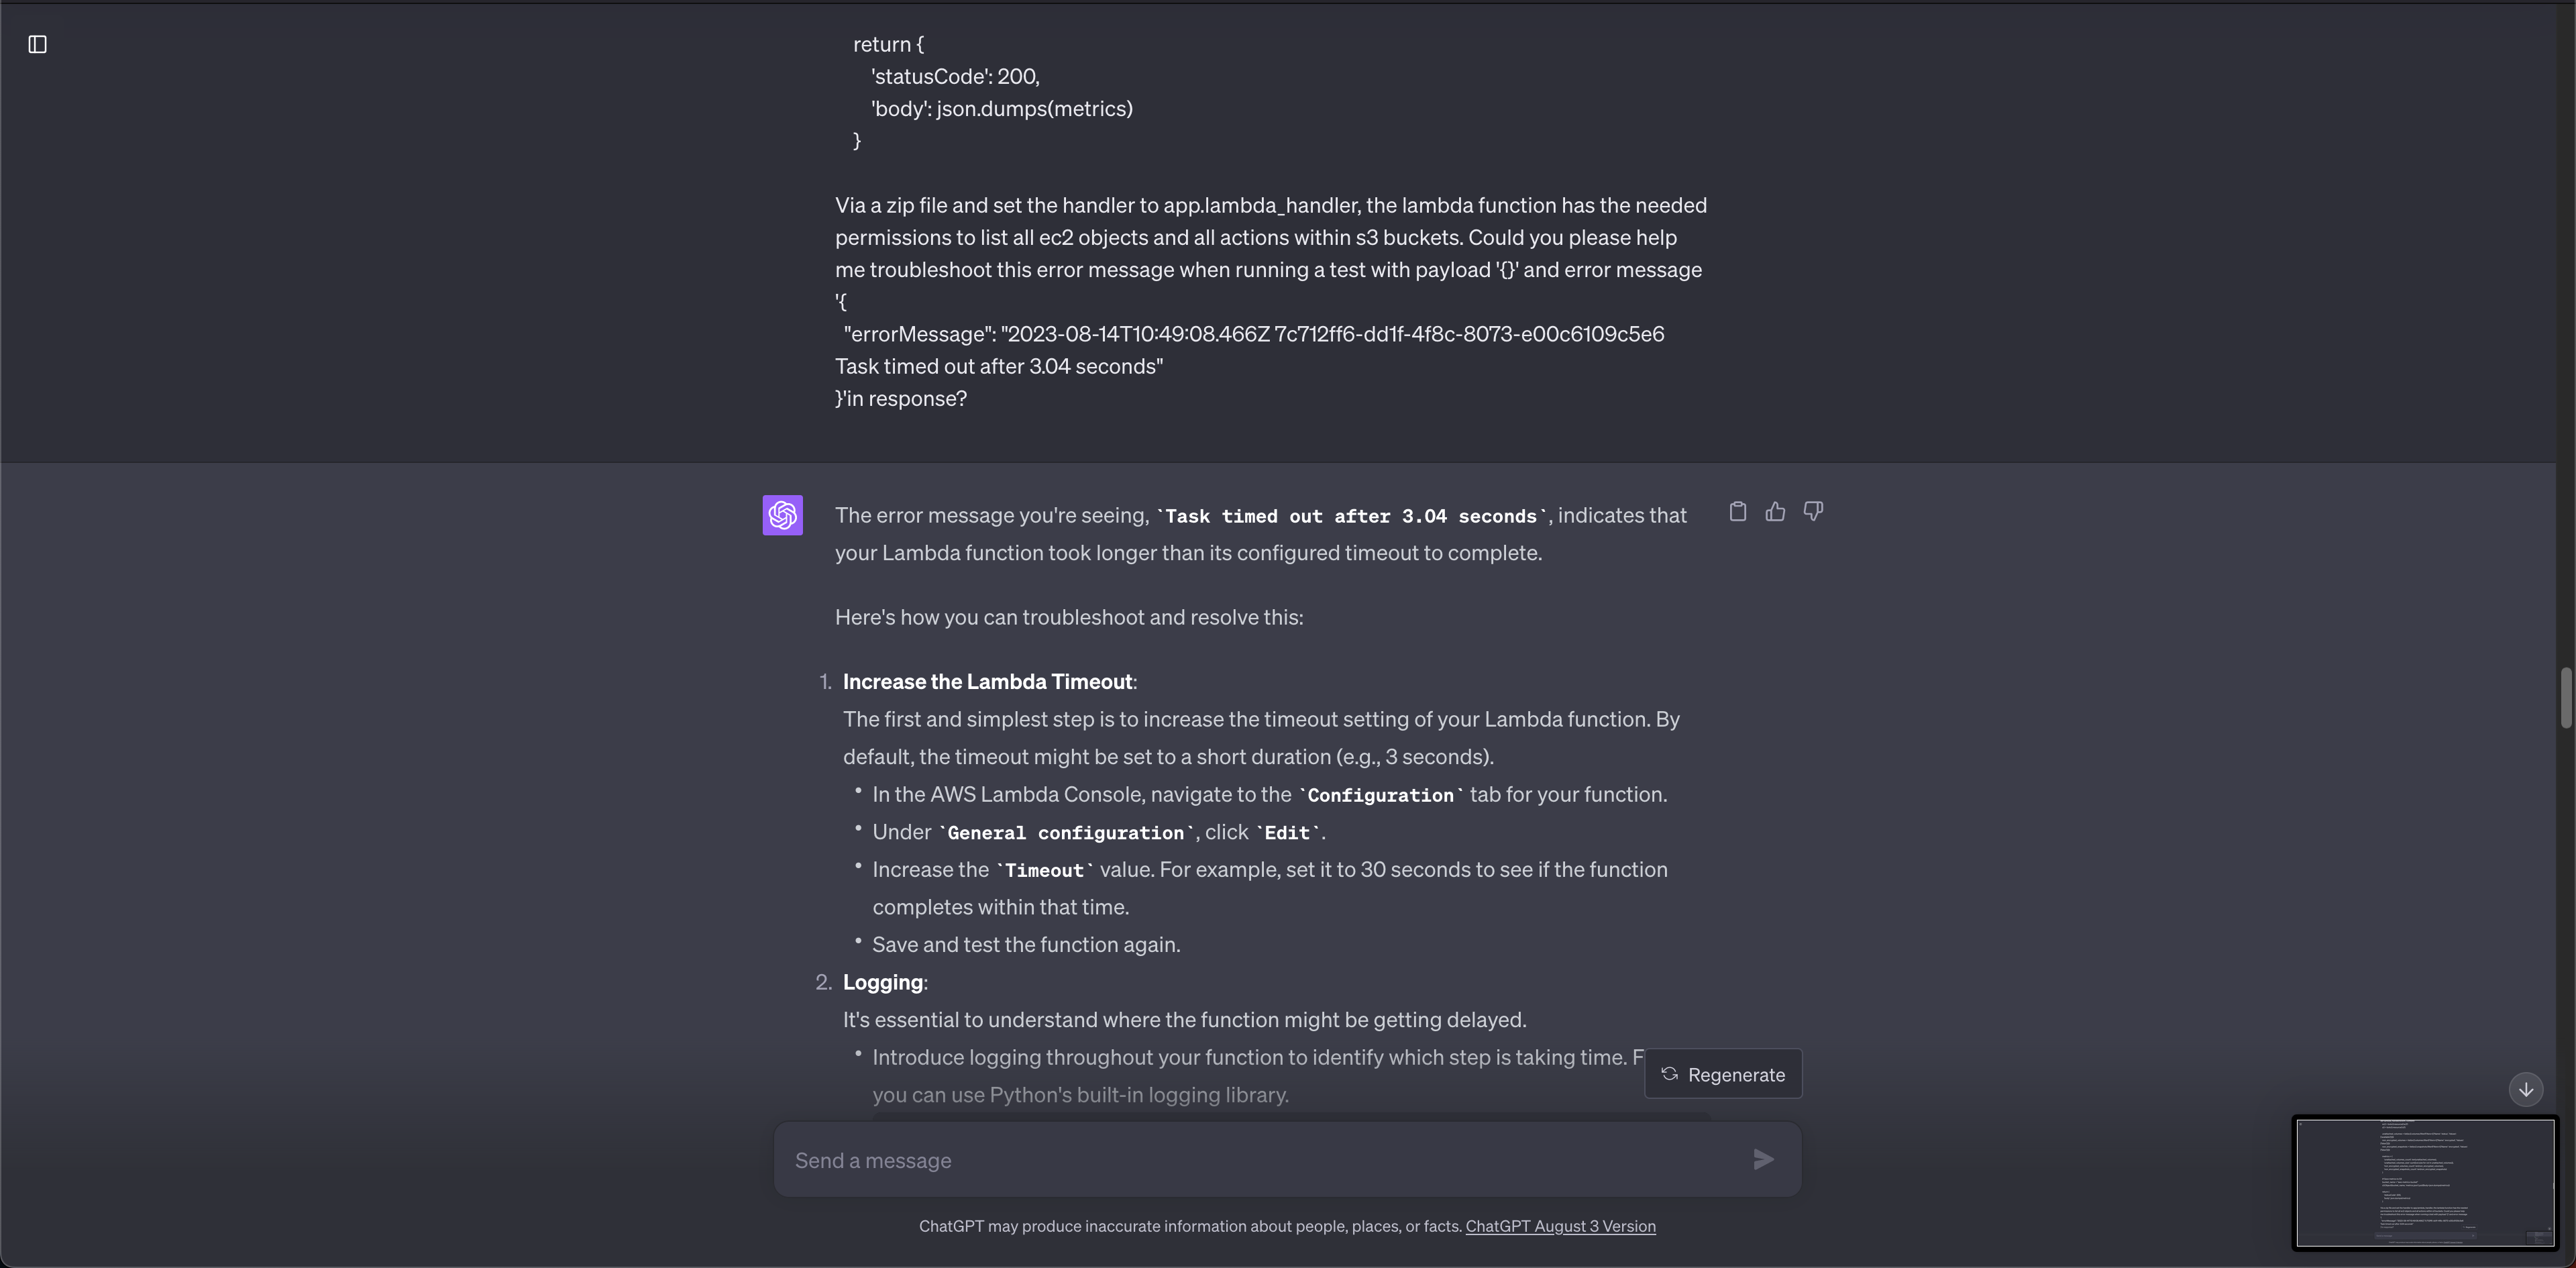 return {
'statusCode': 200,
'body': json.dumps(metrics)
}
Via a zip file and set the handler to app.lambda_handler, the lambda function has the needed
permissions to list all ec2 objects and all actions within s3 buckets. Could you please help
me troubleshoot this error message when running a test with payload '{}' and error message
'{
"errorMessage": "2023-08-14T10:49:08.466Z 7c712ff6-dd1f-4f8c-8073-e00c6109c5e6
Task timed out after 3.04 seconds"
}'in response?
The error message you're seeing, `Task timed out after 3.04 seconds`, indicates that
your Lambda function took longer than its configured timeout to complete.
Here's how you can troubleshoot and resolve this:
1. Increase the Lambda Timeout:
The first and simplest step is to increase the timeout setting of your Lambda function. By
default, the timeout might be set to a short duration (e.g., 3 seconds).
• In the AWS Lambda Console, navigate to the `Configuration` tab for your function.
• Under `General configuration`, click `Edit`.
• Increase the `Timeout` value. For example, set it to 30 seconds to see if the function
completes within that time.
• Save and test the function again.
2. Logging:
It's essential to understand where the function might be getting delayed.
• Introduce logging throughout your function to identify which step is taking time. F
you can use Python's built-in logging library.
Regenerate
Send a message
ChatGPT may produce inaccurate information about people, places, or facts. ChatGPT August 3 Version